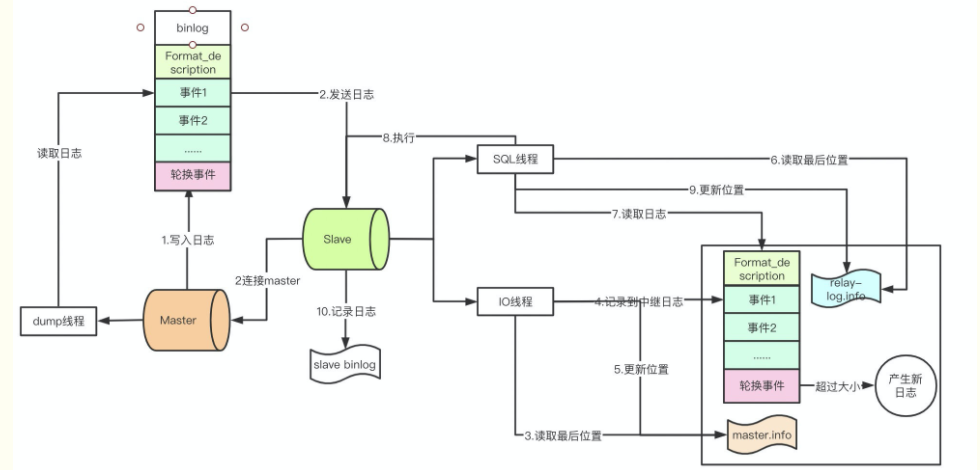 binlog
Format_de
scription
事件1
事件2
......
轮换事件
读取日志
2.发送日志
1.写入日志
dump线程
Master
2连接master
Slave
8.执行
10.记录日志
slave binlog
SQL线程
IO线程
6.读取最后位置
9.更新位置
7.读取日志
4.记录到中继日志
5.更新位置
3.读取最后位置
Format_de
scription
事件1
事件2
......
轮换事件
relay-
log.info
超过大小
产生新
日志
master.info